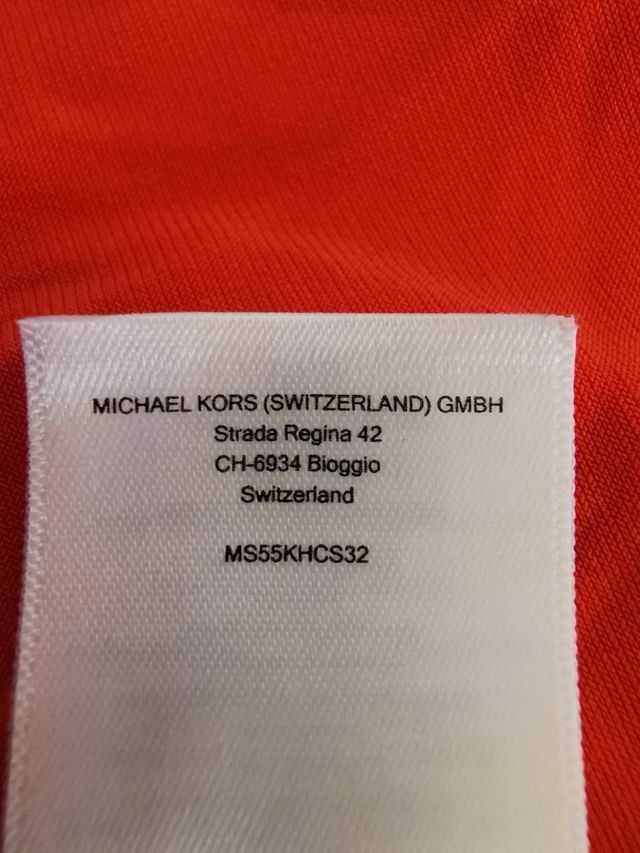 MICHAEL KORS (SWITZERLAND) GMBH
Strada Regina 42
CH-6934 Bioggio
Switzerland
MS55KHCS32